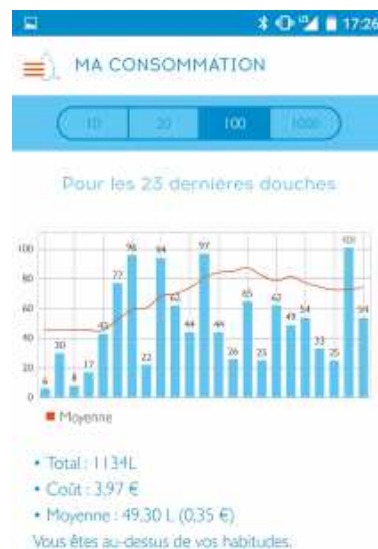 17:26
MA CONSOMMATION
10 20 100 1000
Pour les 23 dernières douches
100
80
60
40
20
0
6 30 8 17 43 77 96 22 94 62 44 97 44 26 65 25 62 49 54 33 25 101 54
Moyenne
• Total : 1134L
• Coût : 3,97 €
• Moyenne : 49,30 L (0,35 €)
Vous êtes au-dessus de vos habitudes.